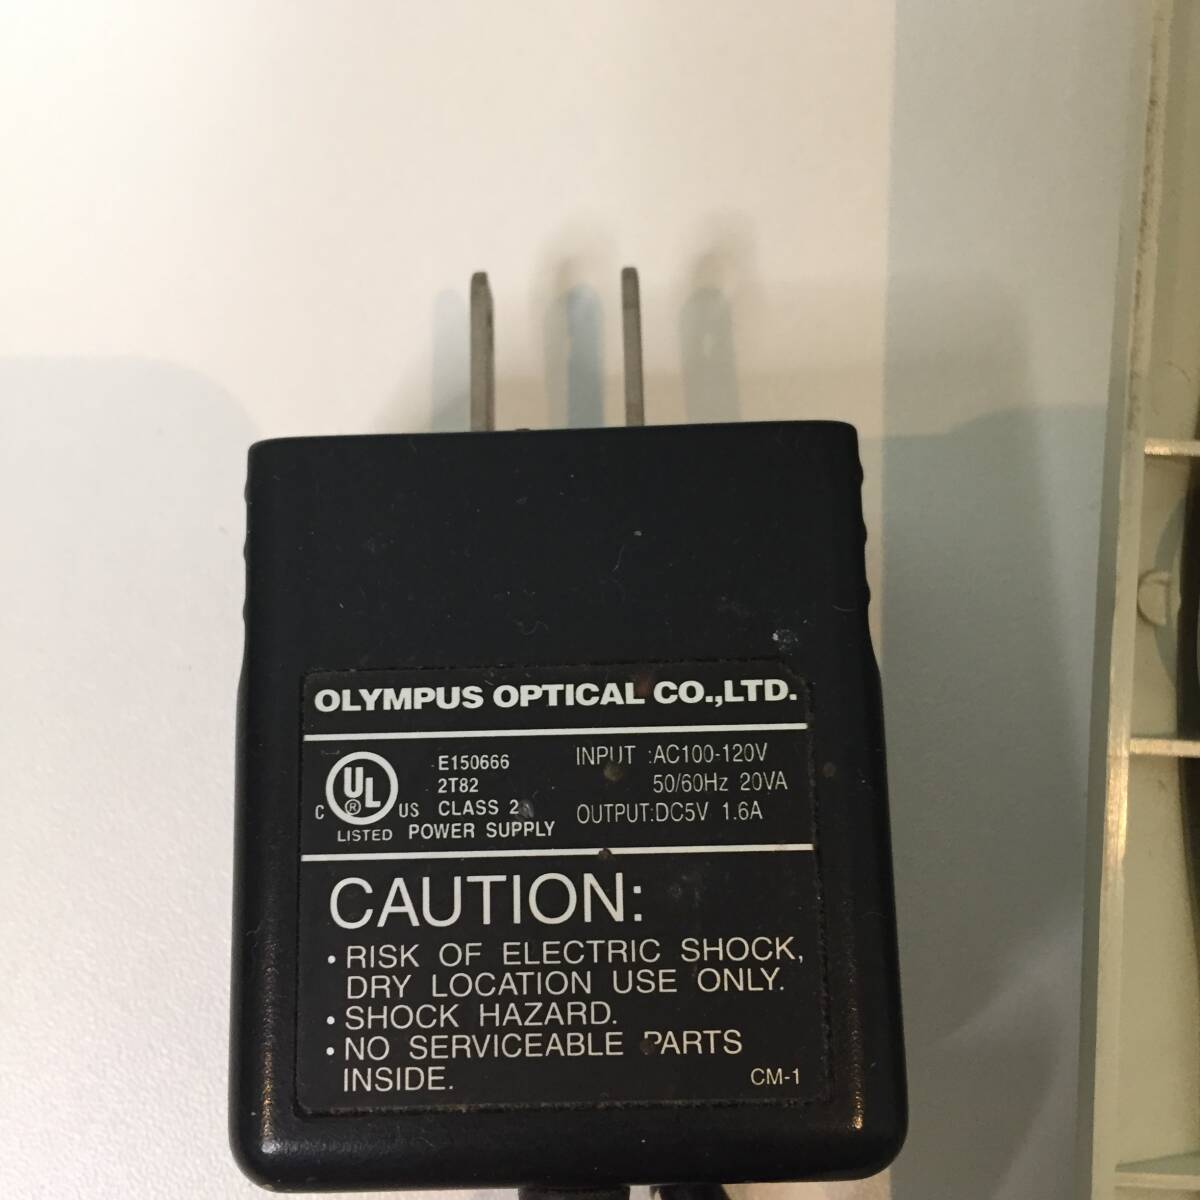 OLYMPUS OPTICAL CO.,LTD.
C UL ® US
LISTED
E150666
2T82
CLASS 2
POWER SUPPLY
INPUT :AC100-120V
50/60Hz 20VA
OUTPUT:DC5V 1.6A
CAUTION:
• RISK OF ELECTRIC SHOCK,
DRY LOCATION USE ONLY.
• SHOCK HAZARD.
• NO SERVICEABLE PARTS
INSIDE.
CM-1